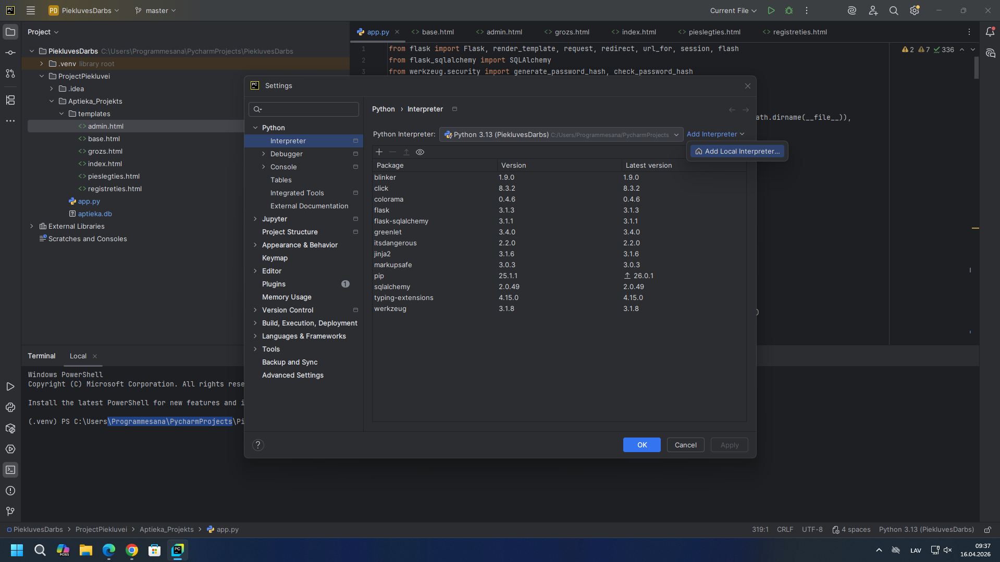 PC
PD PiekluvesDarbs
master
Current File
Project
app.py
base.html
admin.html
grozs.html
index.html
pieslegties.html
registreties.html
PiekluvesDarbs C:\Users\Programmesana\PycharmProjects\PiekluvesDarbs
.venv library root
ProjectPiekluvei
.idea
Aptieka_Projekts
templates
admin.html
base.html
grozs.html
index.html
pieslegties.html
registreties.html
app.py
aptieka.db
External Libraries
Scratches and Consoles
1 from flask import Flask, render_template, request, redirect, url_for, session, flash
2 from flask_sqlalchemy import SQLAlchemy
3 from werkzeug.security import generate_password_hash, check_password_hash
2 7 336
ath.dirname(__file__)),
)
PC Settings
Python
Interpreter
Debugger
Console
Tables
Integrated Tools
External Documentation
Jupyter
Project Structure
Appearance & Behavior
Keymap
Editor
Plugins 1
Memory Usage
Version Control
Build, Execution, Deployment
Languages & Frameworks
Tools
Backup and Sync
Advanced Settings
Python › Interpreter
Python Interpreter: Python 3.13 (PiekluvesDarbs) C:/Users/Programmesana/PycharmProjects Add Interpreter
Add Local Interpreter...
Package Version Latest version
blinker 1.9.0 1.9.0
click 8.3.2 8.3.2
colorama 0.4.6 0.4.6
flask 3.1.3 3.1.3
flask-sqlalchemy 3.1.1 3.1.1
greenlet 3.4.0 3.4.0
itsdangerous 2.2.0 2.2.0
jinja2 3.1.6 3.1.6
markupsafe 3.0.3 3.0.3
pip 25.1.1 26.0.1
sqlalchemy 2.0.49 2.0.49
typing-extensions 4.15.0 4.15.0
werkzeug 3.1.8 3.1.8
?
OK
Cancel
Apply
Terminal Local
Windows PowerShell
Copyright (C) Microsoft Corporation. All rights rese
Install the latest PowerShell for new features and i
(.venv) PS C:\Users\Programmesana\PycharmProjects\Pi
PiekluvesDarbs > ProjectPiekluvei > Aptieka_Projekts > app.py
319:1 CRLF UTF-8 4 spaces Python 3.13 (PiekluvesDarbs)
M365
PC
LAV
09:37
16.04.2026